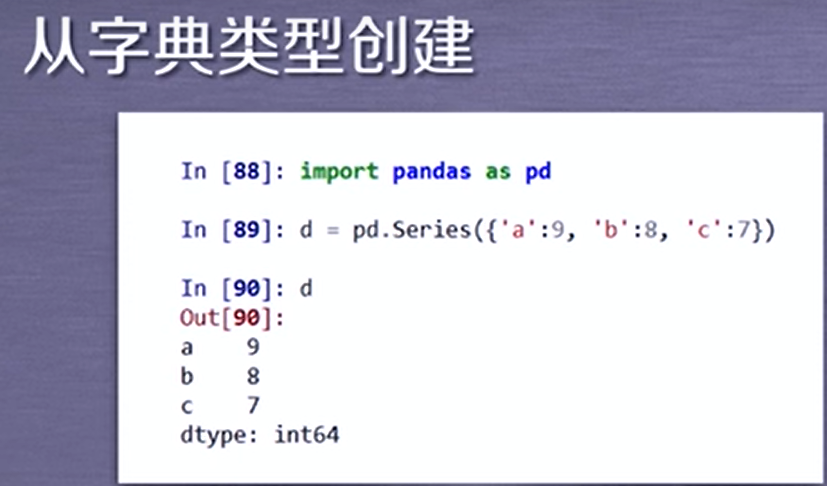 从字典类型创建
In [88]: import pandas as pd
In [89]: d = pd.Series({'a':9, 'b':8, 'c':7})
In [90]: d
Out[90]:
a    9
b    8
c    7
dtype: int64